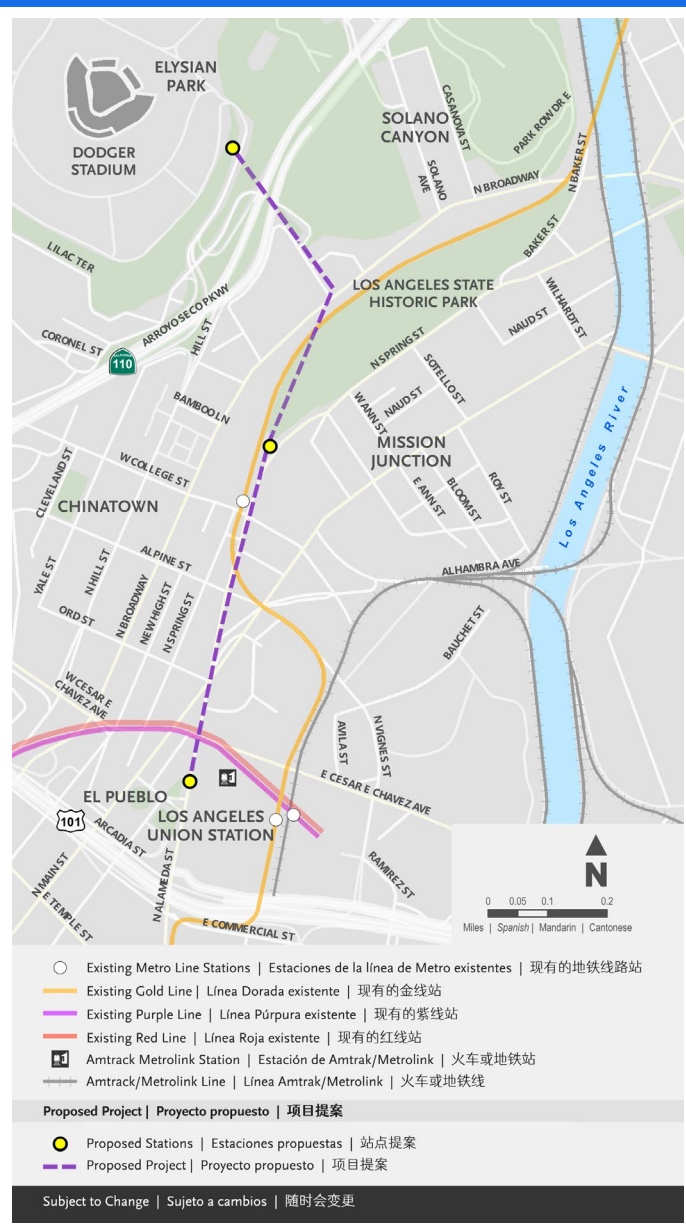 ELYSIAN
PARK
DODGER
STADIUM
SOLANO
CANYON
CASANOVA ST
PARK ROW DR E
SOLANO
AVE
N BROADWAY
N BAKER ST
BAKER ST
LILAC TER
ARROYO SECO PKWY
HILL ST
CORONEL ST
CALIFORNIA
110
LOS ANGELES STATE
HISTORIC PARK
WILHARDT ST
NAUD ST
N SPRING ST
SOTELLO ST
BAMBOO LN
W ANN ST
NAUD ST
MISSION
JUNCTION
Los Angeles River
CLEVELAND ST
W COLLEGE ST
CHINATOWN
E ANN ST
BLOOM ST
ROY ST
YALE ST
N HILL ST
ALPINE ST
N BROADWAY
NEW HIGH ST
N SPRING ST
ORD ST
ALHAMBRA AVE
BAUCHET ST
W CESAR E
CHAVEZ AVE
AVILA ST
N VIGNES ST
E CESAR E CHAVEZ AVE
EL PUEBLO
LOS ANGELES
UNION STATION
101
ARCADIA ST
N MAIN ST
E TEMPLE ST
N ALAMEDA ST
RAMIREZ ST
E COMMERCIAL ST
N
0 0.05 0.1 0.2
Miles | Spanish | Mandarin | Cantonese
Existing Metro Line Stations | Estaciones de la línea de Metro existentes | 现有的地铁线路站
Existing Gold Line | Línea Dorada existente | 现有的金线站
Existing Purple Line | Línea Púrpura existente | 现有的紫线站
Existing Red Line | Línea Roja existente | 现有的红线站
Amtrack Metrolink Station | Estación de Amtrak/Metrolink | 火车或地铁站
Amtrack/Metrolink Line | Línea Amtrak/Metrolink | 火车或地铁线
Proposed Project | Proyecto propuesto | 项目提案
Proposed Stations | Estaciones propuestas | 站点提案
Proposed Project | Proyecto propuesto | 项目提案
Subject to Change | Sujeto a cambios | 随时会变更